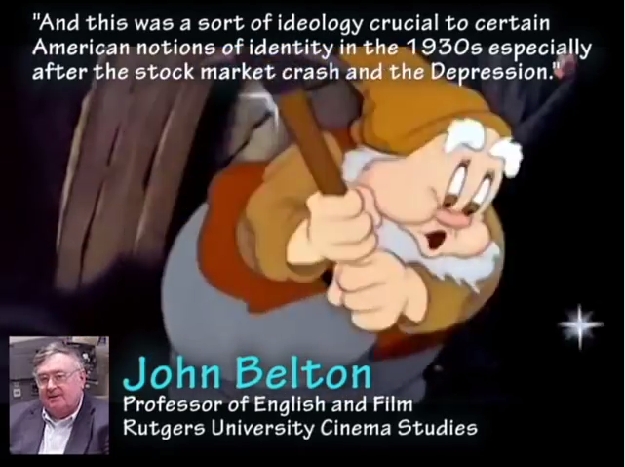 "And this was a sort of ideology crucial to certain
American notions of identity in the 1930s especially
after the stock market crash and the Depression."
John Belton
Professor of English and Film
Rutgers University Cinema Studies